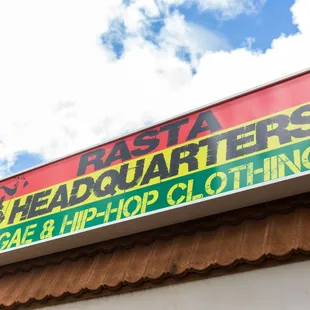 RASTA
HEADQUARTERS
GAE & HIP-HOP CLOTHING